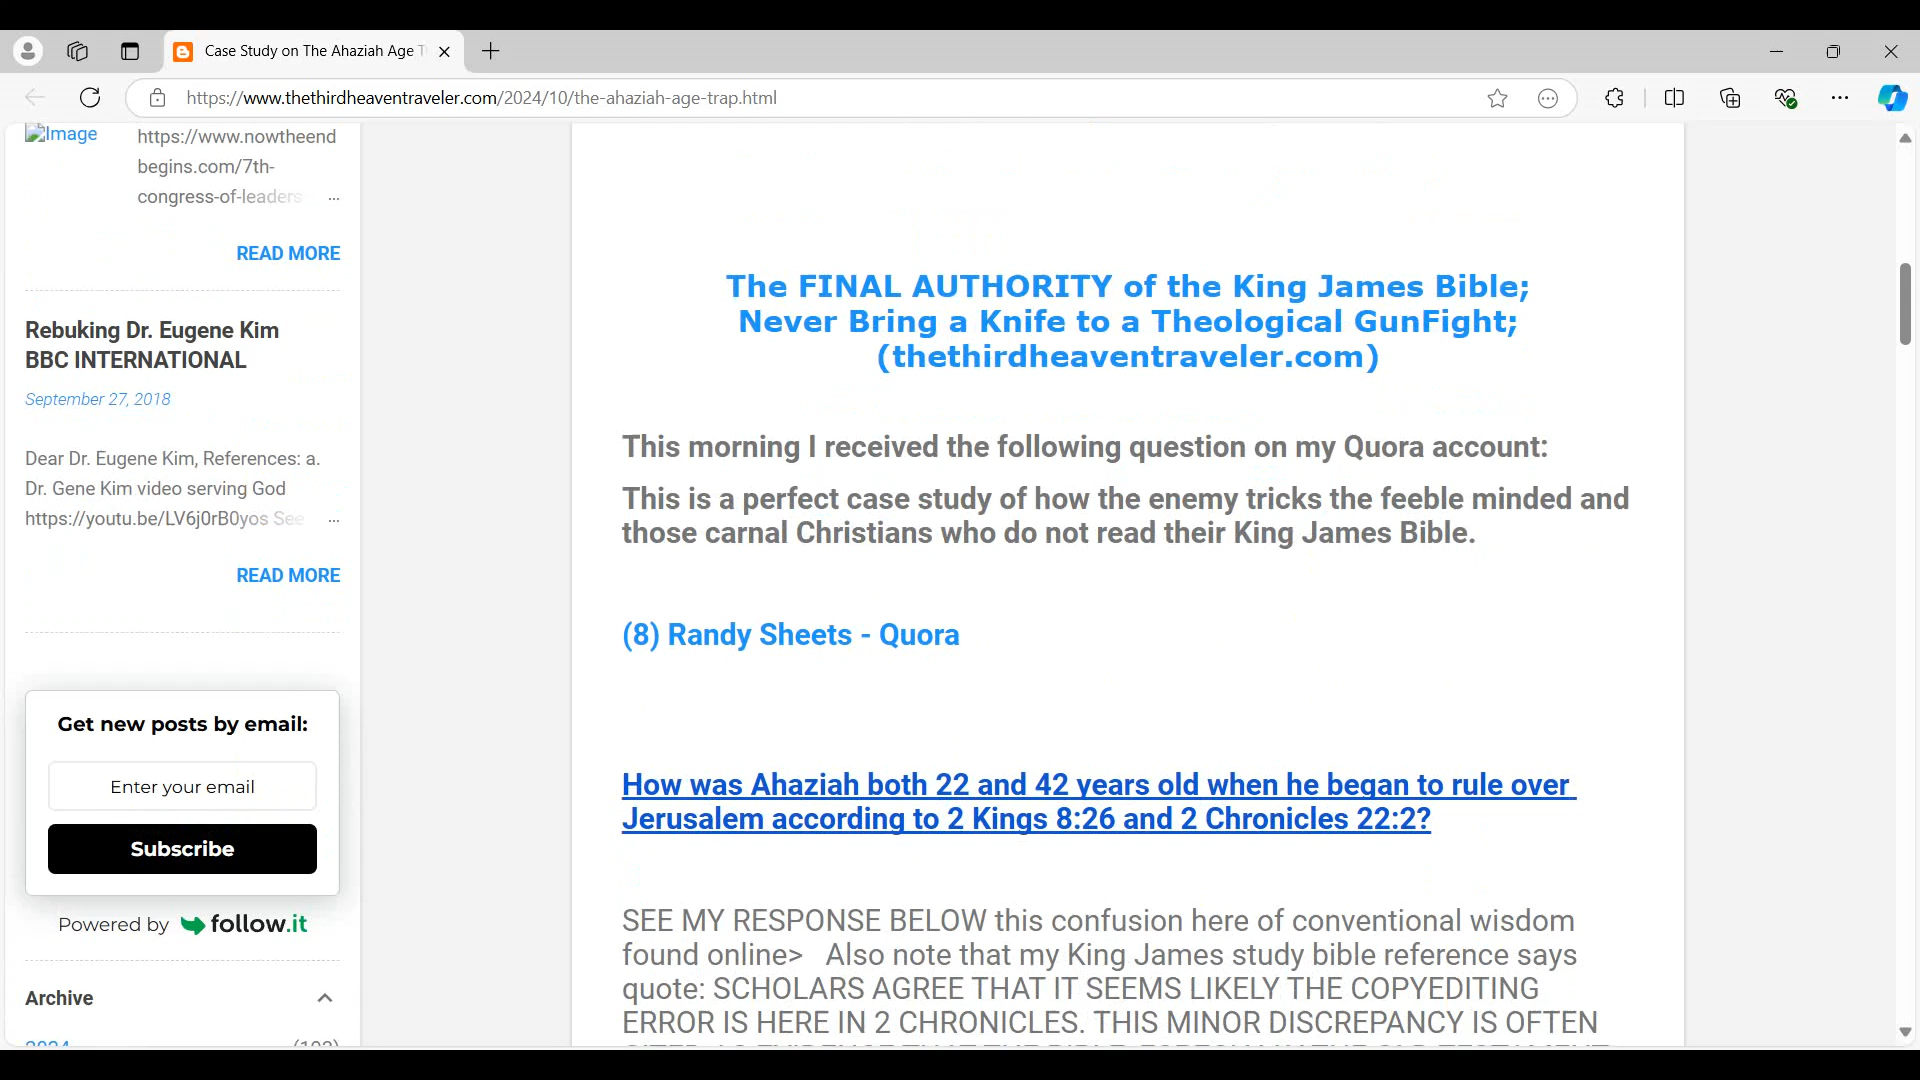 Case Study on The Ahaziah Age T
https://www.thethirdheaventraveler.com/2024/10/the-ahaziah-age-trap.html
Image
https://www.nowtheend
begins.com/7th-
congress-of-leaders
...
READ MORE
Rebuking Dr. Eugene Kim
BBC INTERNATIONAL
September 27, 2018
Dear Dr. Eugene Kim, References: a.
Dr. Gene Kim video serving God
https://youtu.be/LV6j0rB0yos See
...
READ MORE
Get new posts by email:
Enter your email
Subscribe
Powered by follow.it
Archive
The FINAL AUTHORITY of the King James Bible;
Never Bring a Knife to a Theological GunFight;
(thethirdheaventraveler.com)
This morning I received the following question on my Quora account:
This is a perfect case study of how the enemy tricks the feeble minded and
those carnal Christians who do not read their King James Bible.
(8) Randy Sheets - Quora
How was Ahaziah both 22 and 42 years old when he began to rule over
Jerusalem according to 2 Kings 8:26 and 2 Chronicles 22:2?
SEE MY RESPONSE BELOW this confusion here of conventional wisdom
found online> Also note that my King James study bible reference says
quote: SCHOLARS AGREE THAT IT SEEMS LIKELY THE COPYEDITING
ERROR IS HERE IN 2 CHRONICLES. THIS MINOR DISCREPANCY IS OFTEN